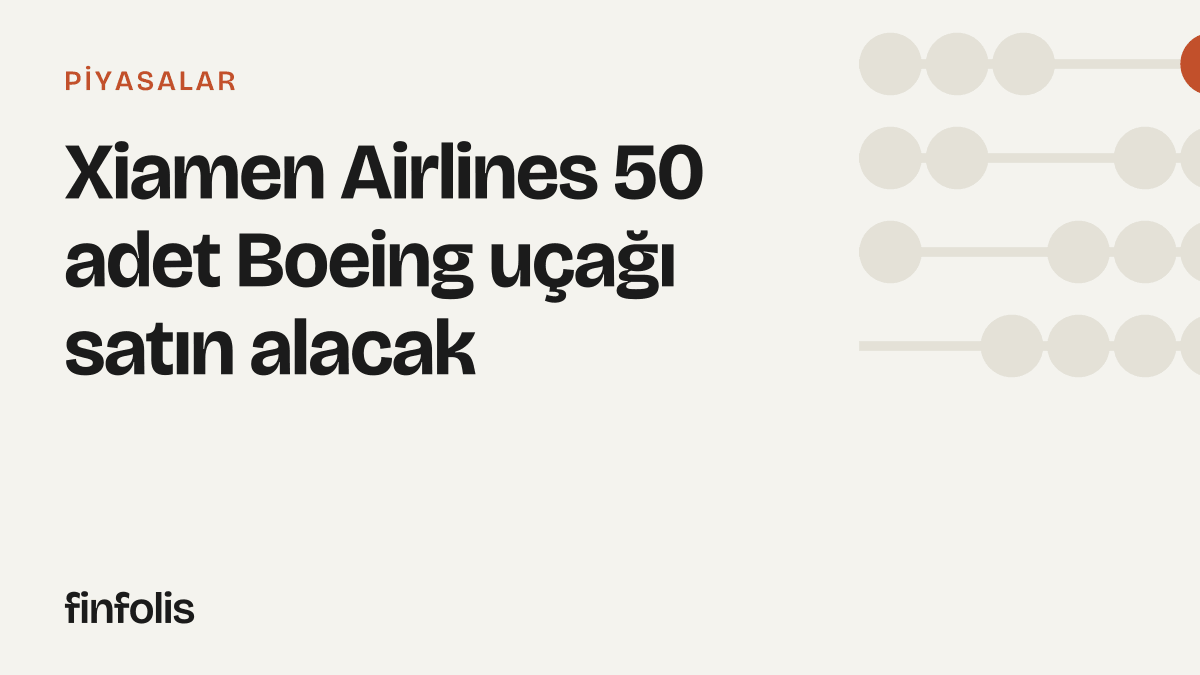 PİYASALAR
Xiamen Airlines 50
adet Boeing uçağı
satın alacak
finfolis